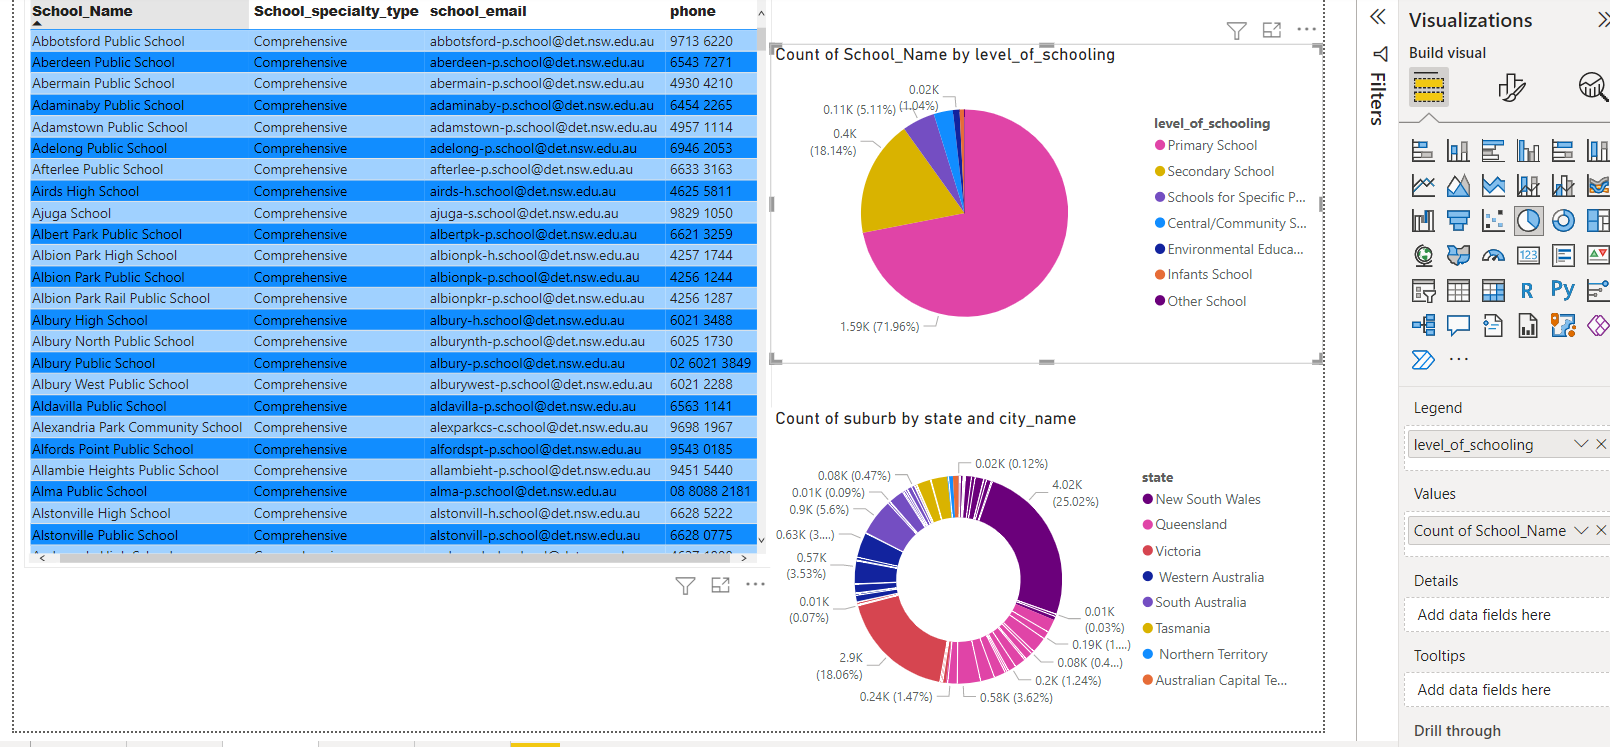 School_Name School_specialty_type school_email phone
Abbotsford Public School Comprehensive abbotsford-p.school@det.nsw.edu.au 9713 6220
Aberdeen Public School Comprehensive aberdeen-p.school@det.nsw.edu.au 6543 7271
Abermain Public School Comprehensive abermain-p.school@det.nsw.edu.au 4930 4210
Adaminaby Public School Comprehensive adaminaby-p.school@det.nsw.edu.au 6454 2265
Adamstown Public School Comprehensive adamstown-p.school@det.nsw.edu.au 4957 1114
Adelong Public School Comprehensive adelong-p.school@det.nsw.edu.au 6946 2053
Afterlee Public School Comprehensive afterlee-p.school@det.nsw.edu.au 6633 3163
Airds High School Comprehensive airds-h.school@det.nsw.edu.au 4625 5811
Ajuga School Comprehensive ajuga-s.school@det.nsw.edu.au 9829 1050
Albert Park Public School Comprehensive albertpk-p.school@det.nsw.edu.au 6621 3259
Albion Park High School Comprehensive albionpk-h.school@det.nsw.edu.au 4257 1744
Albion Park Public School Comprehensive albionpk-p.school@det.nsw.edu.au 4256 1244
Albion Park Rail Public School Comprehensive albionpkr-p.school@det.nsw.edu.au 4256 1287
Albury High School Comprehensive albury-h.school@det.nsw.edu.au 6021 3488
Albury North Public School Comprehensive alburynth-p.school@det.nsw.edu.au 6025 1730
Albury Public School Comprehensive albury-p.school@det.nsw.edu.au 02 6021 3849
Albury West Public School Comprehensive alburywest-p.school@det.nsw.edu.au 6021 2288
Aldavilla Public School Comprehensive aldavilla-p.school@det.nsw.edu.au 6563 1141
Alexandria Park Community School Comprehensive alexparkcs-c.school@det.nsw.edu.au 9698 1967
Alfords Point Public School Comprehensive alfordspt-p.school@det.nsw.edu.au 9543 0185
Allambie Heights Public School Comprehensive allambieht-p.school@det.nsw.edu.au 9451 5440
Alma Public School Comprehensive alma-p.school@det.nsw.edu.au 08 8088 2181
Alstonville High School Comprehensive alstonvill-h.school@det.nsw.edu.au 6628 5222
Alstonville Public School Comprehensive alstonvill-p.school@det.nsw.edu.au 6628 0775
Count of School_Name by level_of_schooling
0.02K
(1.04%)
0.11K (5.11%)
0.4K
(18.14%)
1.59K (71.96%)
level_of_schooling
Primary School
Secondary School
Schools for Specific P...
Central/Community S...
Environmental Educa...
Infants School
Other School
Count of suburb by state and city_name
0.02K (0.12%)
0.08K (0.47%)
0.01K (0.09%)
0.9K (5.6%)
0.63K (3....)
0.57K
(3.53%)
0.01K
(0.07%)
2.9K
(18.06%)
0.24K (1.47%)
0.58K (3.62%)
0.2K (1.24%)
0.08K (0.4...)
0.19K (1....)
0.01K
(0.03%)
4.02K
(25.02%)
state
New South Wales
Queensland
Victoria
Western Australia
South Australia
Tasmania
Northern Territory
Australian Capital Te...
Filters
Visualizations
Build visual
123
R
Py
Legend
level_of_schooling
Values
Count of School_Name
Details
Add data fields here
Tooltips
Add data fields here
Drill through